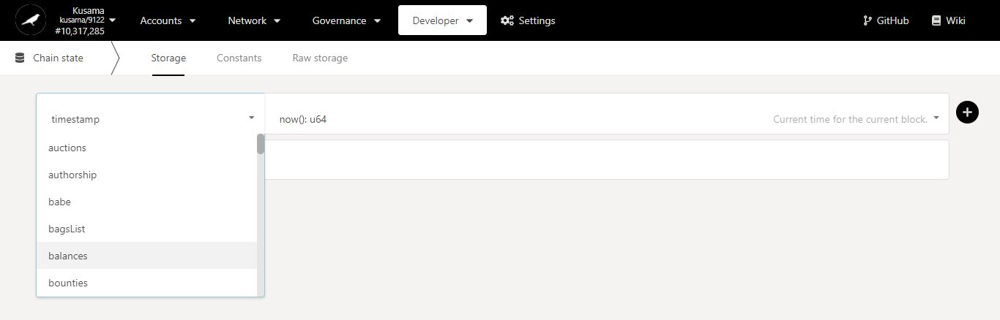 Kusama
kusama/9122
#10,317,285
Accounts
Network
Governance
Developer
Settings
GitHub
Wiki
Chain state
Storage
Constants
Raw storage
timestamp
now(): u64
Current time for the current block.
auctions
authorship
babe
bagsList
balances
bounties